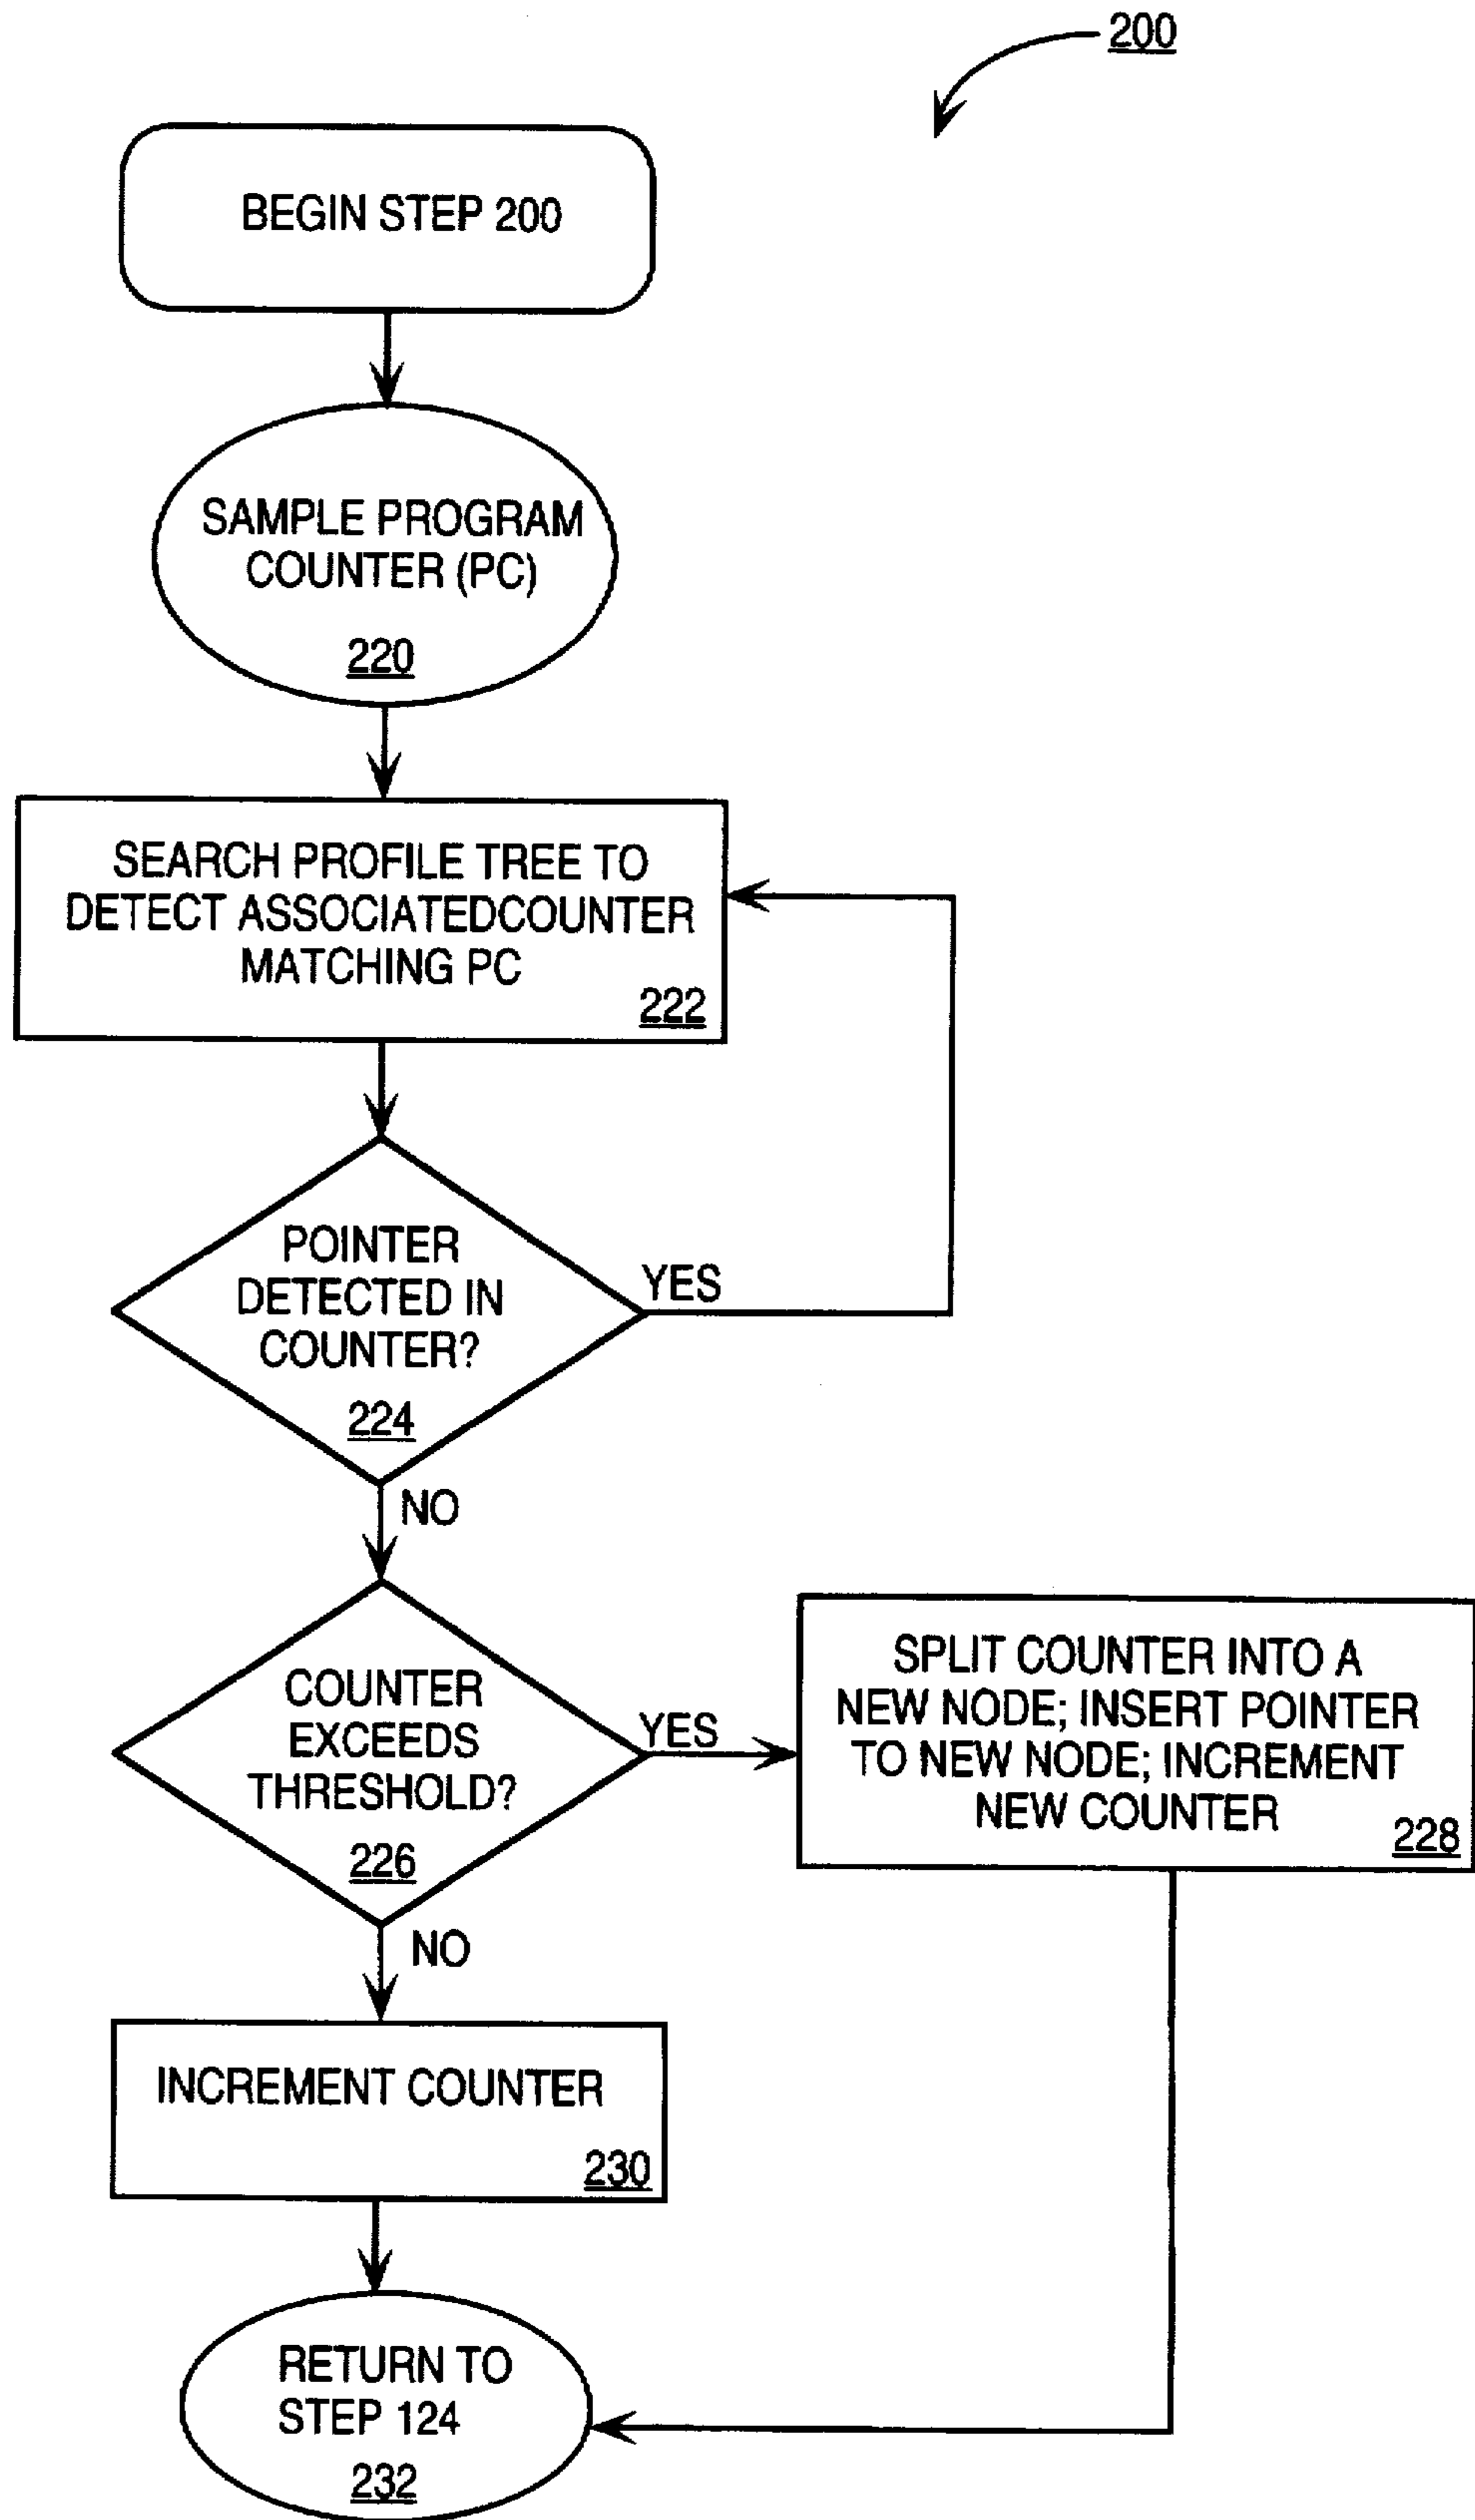 200
BEGIN STEP 200
SAMPLE PROGRAM
COUNTER (PC)
220
SEARCH PROFILE TREE TO
DETECT ASSOCIATEDCOUNTER
MATCHING PC
222
POINTER
DETECTED IN
COUNTER?
224
YES
NO
COUNTER
EXCEEDS
THRESHOLD?
226
YES
SPLIT COUNTER INTO A
NEW NODE; INSERT POINTER
TO NEW NODE; INCREMENT
NEW COUNTER
228
NO
INCREMENT COUNTER
230
RETURN TO
STEP 124
232